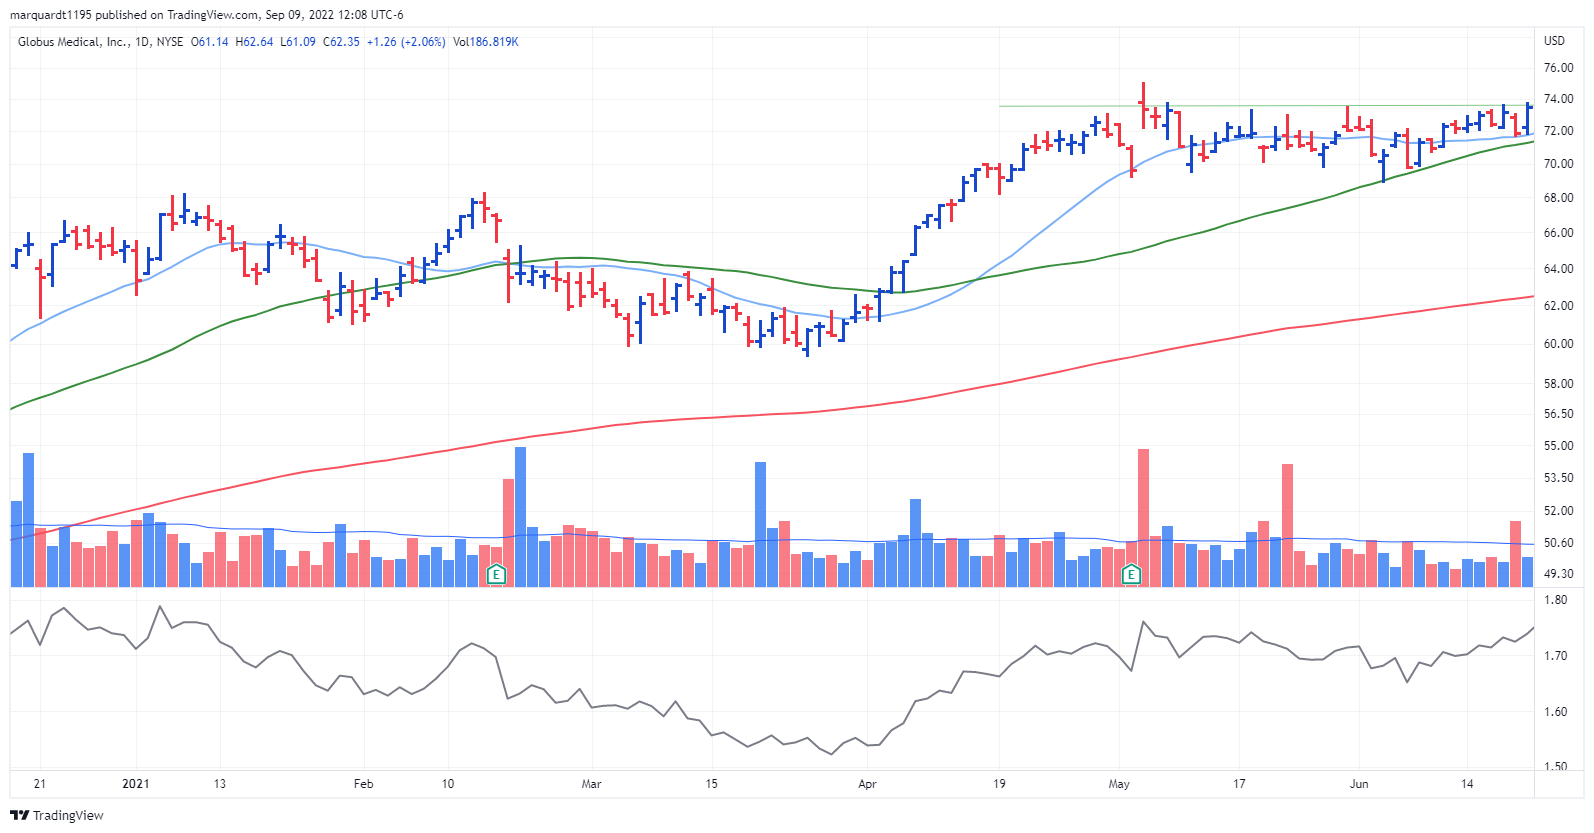 marquardt1195 published on TradingView.com, Sep 09, 2022 12:08 UTC-6
Globus Medical, Inc., 1D, NYSE O61.14 H62.64 L61.09 C62.35 +1.26 (+2.06%) Vol186.819K
USD
76.00
74.00
72.00
70.00
68.00
66.00
64.00
62.00
60.00
58.00
56.50
55.00
53.50
52.00
50.60
49.30
E
E
1.80
1.70
1.60
1.50
21 2021 13 Feb 10 Mar 15 Apr 19 May 17 Jun 14
TradingView